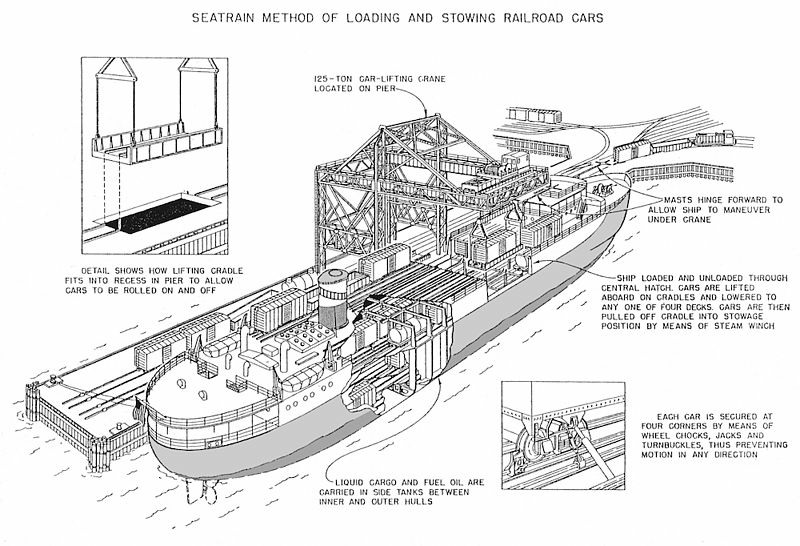 SEATRAIN METHOD OF LOADING AND STOWING RAILROAD CARS
125-TON CAR-LIFTING CRANE
LOCATED ON PIER
MASTS HINGE FORWARD TO
ALLOW SHIP TO MANEUVER
UNDER CRANE
DETAIL SHOWS HOW LIFTING CRADLE
FITS INTO RECESS IN PIER TO ALLOW
CARS TO BE ROLLED ON AND OFF
SHIP LOADED AND UNLOADED THROUGH
CENTRAL HATCH. CARS ARE LIFTED
ABOARD ON CRADLES AND LOWERED TO
ANY ONE OF FOUR DECKS. CARS ARE THEN
PULLED OFF CRADLE INTO STOWAGE
POSITION BY MEANS OF STEAM WINCH
EACH CAR IS SECURED AT
FOUR CORNERS BY MEANS OF
WHEEL CHOCKS, JACKS AND
TURNBUCKLES, THUS PREVENTING
MOTION IN ANY DIRECTION
LIQUID CARGO AND FUEL OIL ARE
CARRIED IN SIDE TANKS BETWEEN
INNER AND OUTER HULLS